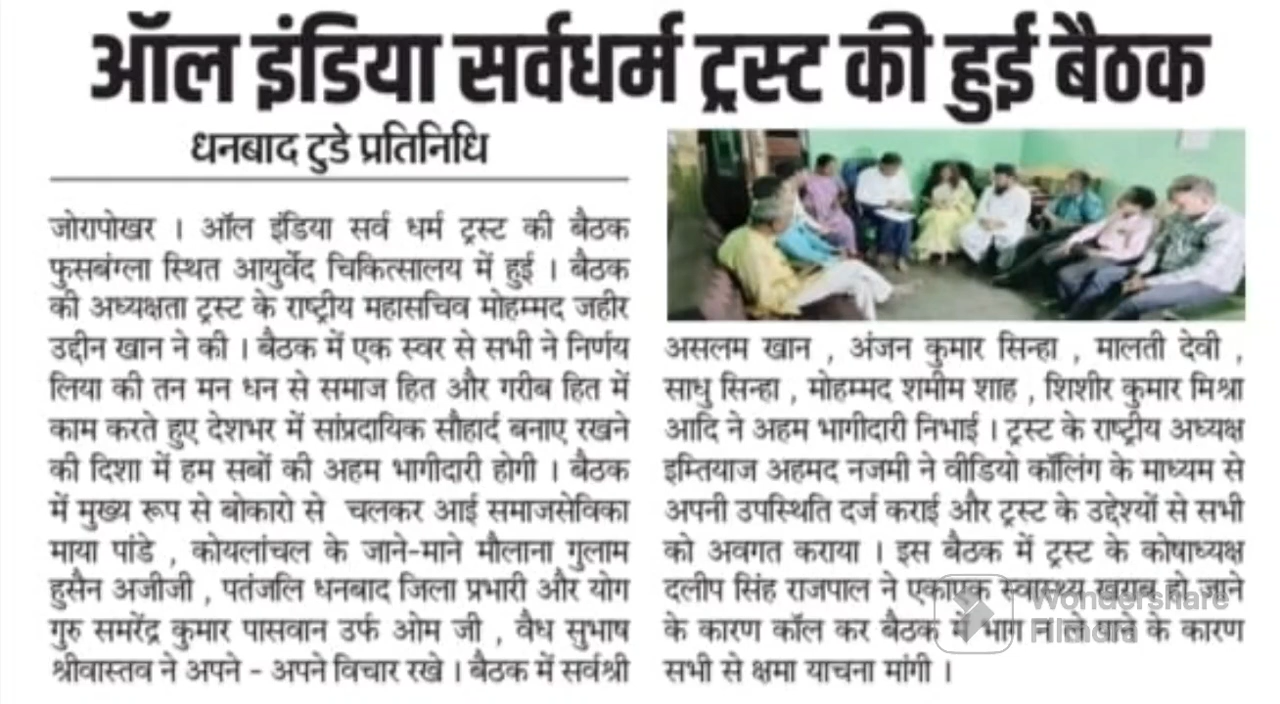 ऑल इंडिया सर्वधर्म ट्रस्ट की हुई बैठक
धनबाद टुडे प्रतिनिधि
जोरापोखर । ऑल इंडिया सर्व धर्म ट्रस्ट की बैठक
फुसबंग्ला स्थित आयुर्वेद चिकित्सालय में हुई । बैठक
की अध्यक्षता ट्रस्ट के राष्ट्रीय महासचिव मोहम्मद जहीर
उद्दीन खान ने की । बैठक में एक स्वर से सभी ने निर्णय
लिया की तन मन धन से समाज हित और गरीब हित में
काम करते हुए देशभर में सांप्रदायिक सौहार्द बनाए रखने
की दिशा में हम सबों की अहम भागीदारी होगी । बैठक
में मुख्य रूप से बोकारो से चलकर आई समाजसेविका
माया पांडे , कोयलांचल के जाने-माने मौलाना गुलाम
हुसैन अजीजी , पतंजलि धनबाद जिला प्रभारी और योग
गुरु समरेंद्र कुमार पासवान उर्फ ओम जी , वैध सुभाष
श्रीवास्तव ने अपने - अपने विचार रखे । बैठक में सर्वश्री
असलम खान , अंजन कुमार सिन्हा , मालती देवी ,
साधु सिन्हा , मोहम्मद शमीम शाह , शिशीर कुमार मिश्रा
आदि ने अहम भागीदारी निभाई । ट्रस्ट के राष्ट्रीय अध्यक्ष
इम्तियाज अहमद नजमी ने वीडियो कॉलिंग के माध्यम से
अपनी उपस्थिति दर्ज कराई और ट्रस्ट के उद्देश्यों से सभी
को अवगत कराया । इस बैठक में ट्रस्ट के कोषाध्यक्ष
दलीप सिंह राजपाल ने एकाएक स्वास्थ्य खराब हो जाने
के कारण कॉल कर बैठक में भाग न ले पाने के कारण
सभी से क्षमा याचना मांगी ।
Wondershare
Filmora